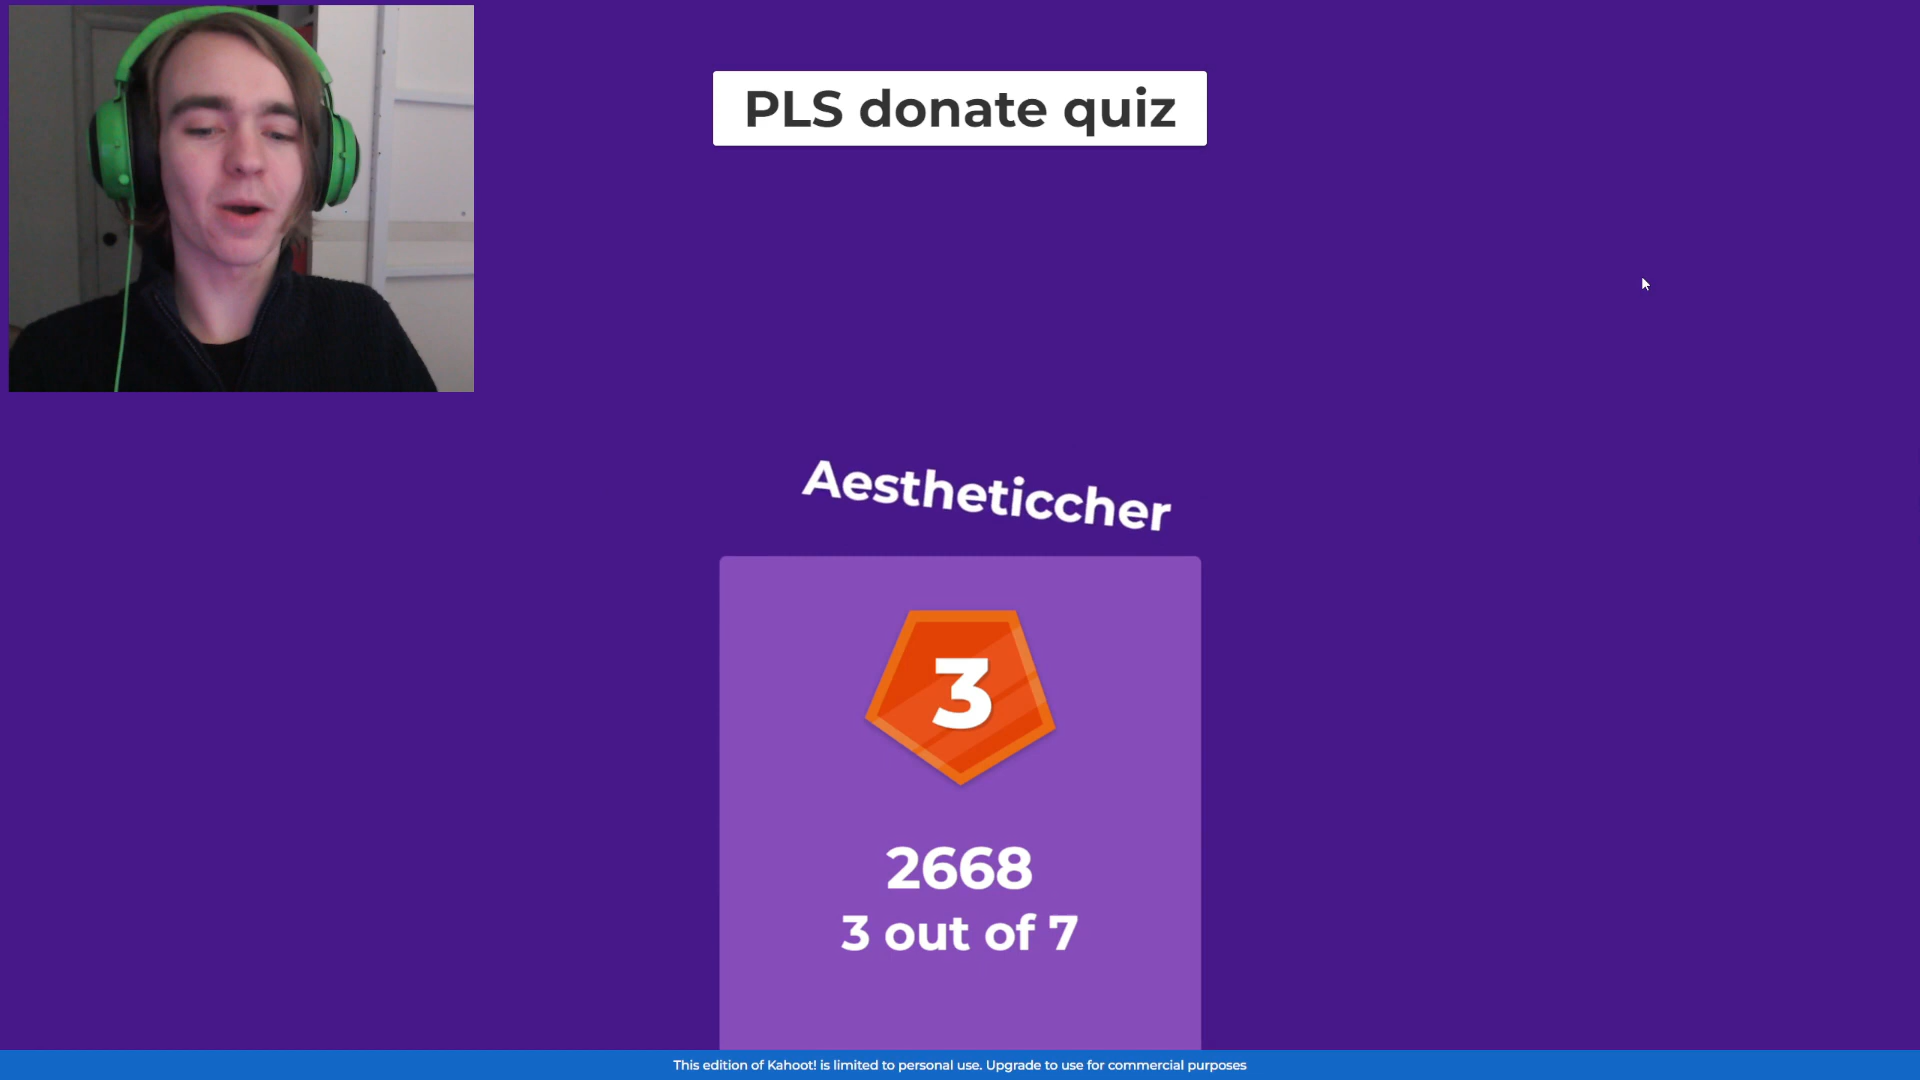 PLS donate quiz
Aestheticcher
3
2668
3 out of 7
This edition of Kahoot! is limited to personal use. Upgrade to use for commercial purposes